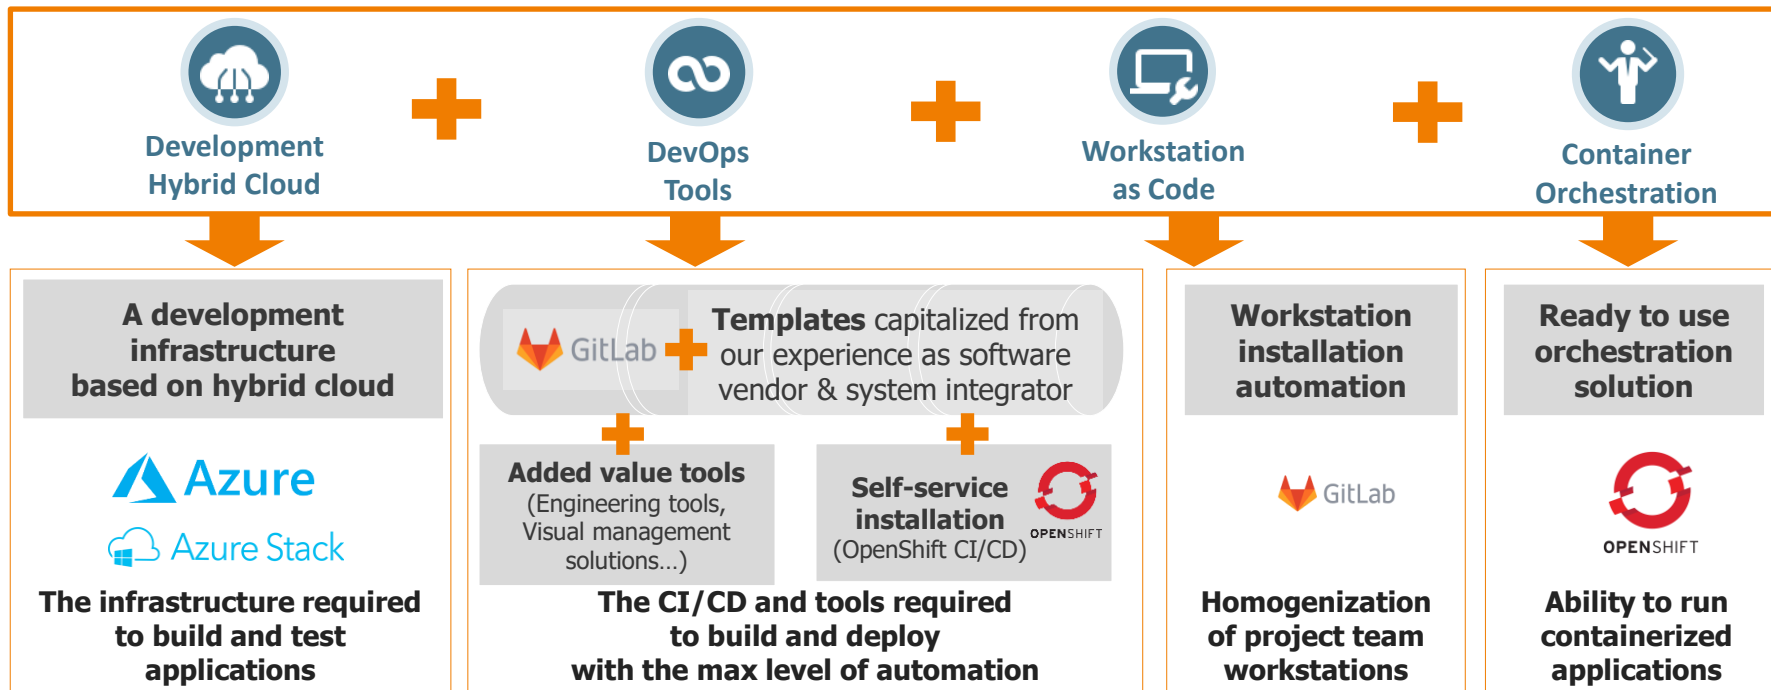 Development
Hybrid Cloud
DevOps
Tools
Workstation
as Code
Container
Orchestration
A development
infrastructure
based on hybrid cloud
Azure
Azure Stack
The infrastructure required
to build and test
applications
GitLab
Templates capitalized from
our experience as software
vendor & system integrator
Added value tools
(Engineering tools,
Visual management
solutions...)
Self-service
installation
(OpenShift CI/CD)
OPENSHIFT
The CI/CD and tools required
to build and deploy
with the max level of automation
Workstation
installation
automation
GitLab
Homogenization
of project team
workstations
Ready to use
orchestration
solution
OPENSHIFT
Ability to run
containerized
applications